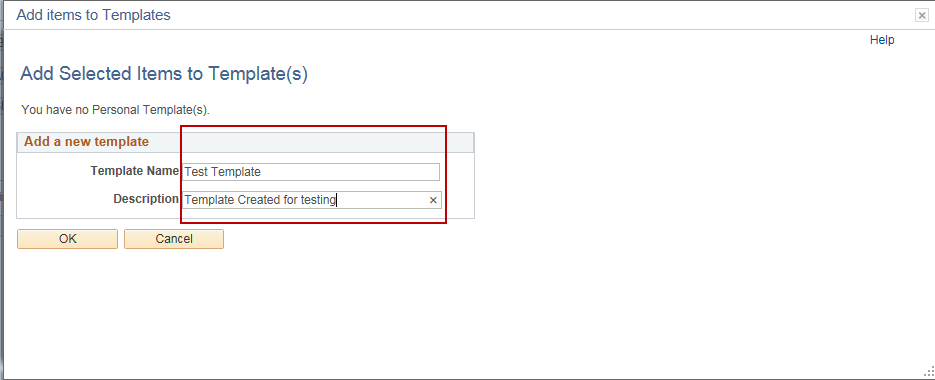 Add items to Templates
Help
Add Selected Items to Template(s)
You have no Personal Template(s).
Add a new template
Template Name Test Template
Description Template Created for testing ×
OK Cancel